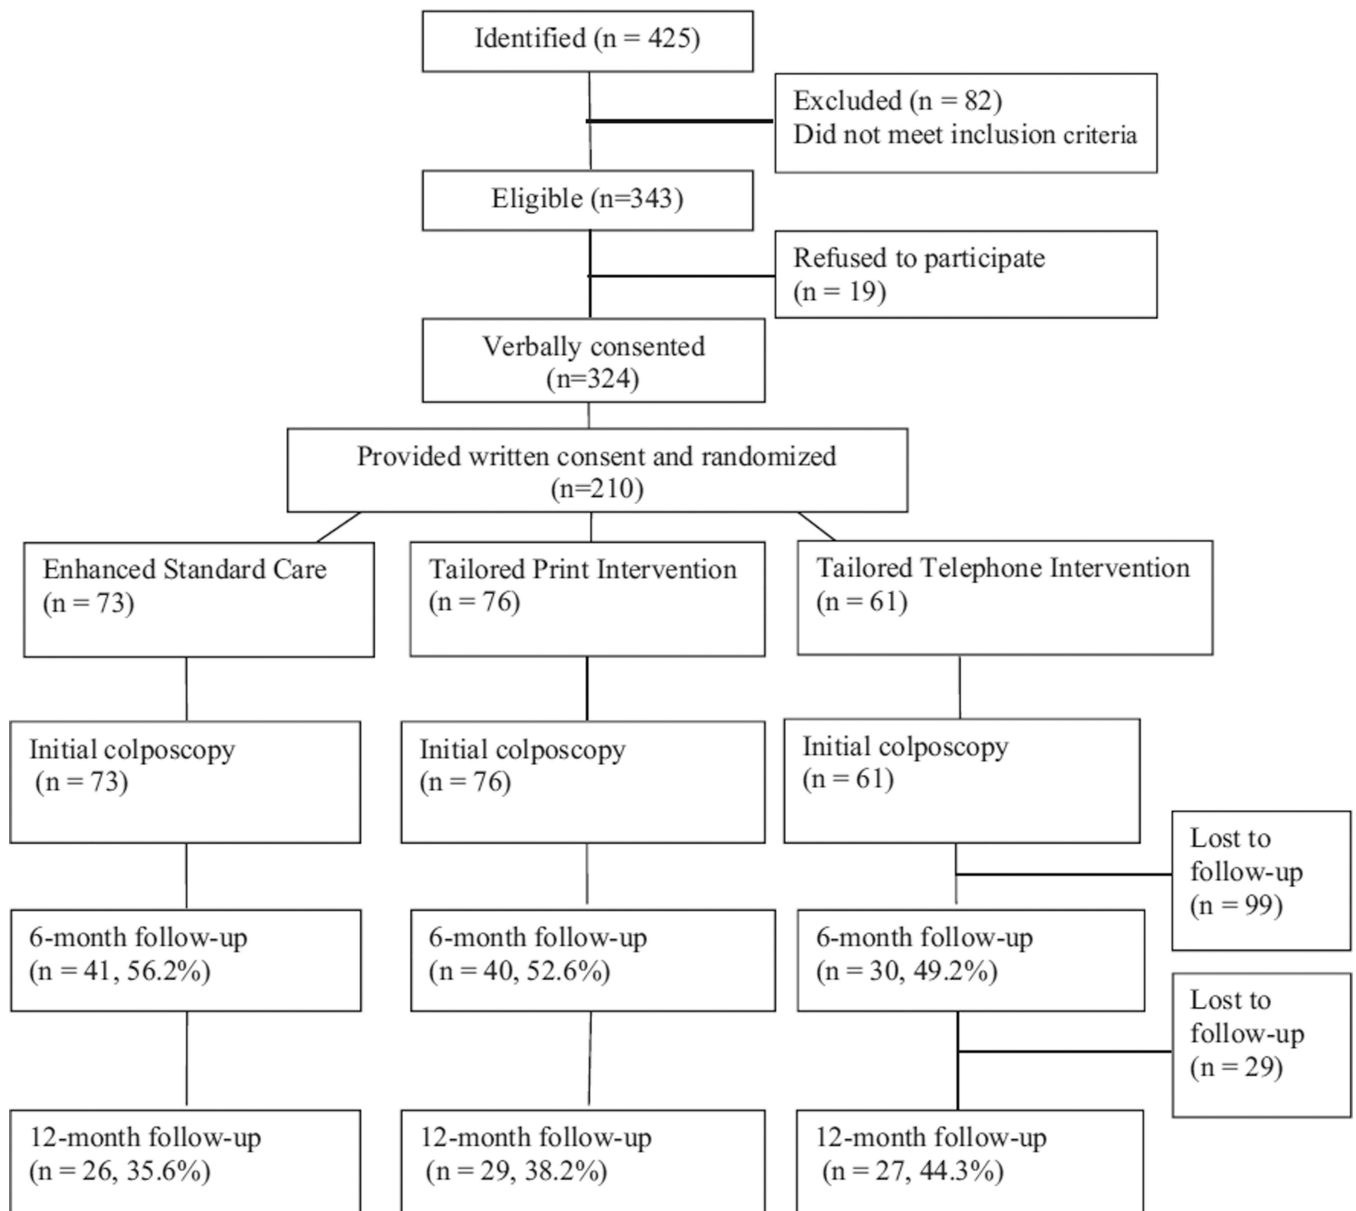 Identified (n = 425)
Excluded (n = 82)
Did not meet inclusion criteria
Eligible (n=343)
Refused to participate
(n = 19)
Verbally consented
(n=324)
Provided written consent and randomized
(n=210)
Enhanced Standard Care
(n = 73)
Tailored Print Intervention
(n = 76)
Tailored Telephone Intervention
(n = 61)
Initial colposcopy
(n = 73)
Initial colposcopy
(n = 76)
Initial colposcopy
(n = 61)
Lost to
follow-up
(n = 99)
6-month follow-up
(n = 41, 56.2%)
6-month follow-up
(n = 40, 52.6%)
6-month follow-up
(n = 30, 49.2%)
Lost to
follow-up
(n = 29)
12-month follow-up
(n = 26, 35.6%)
12-month follow-up
(n = 29, 38.2%)
12-month follow-up
(n = 27, 44.3%)